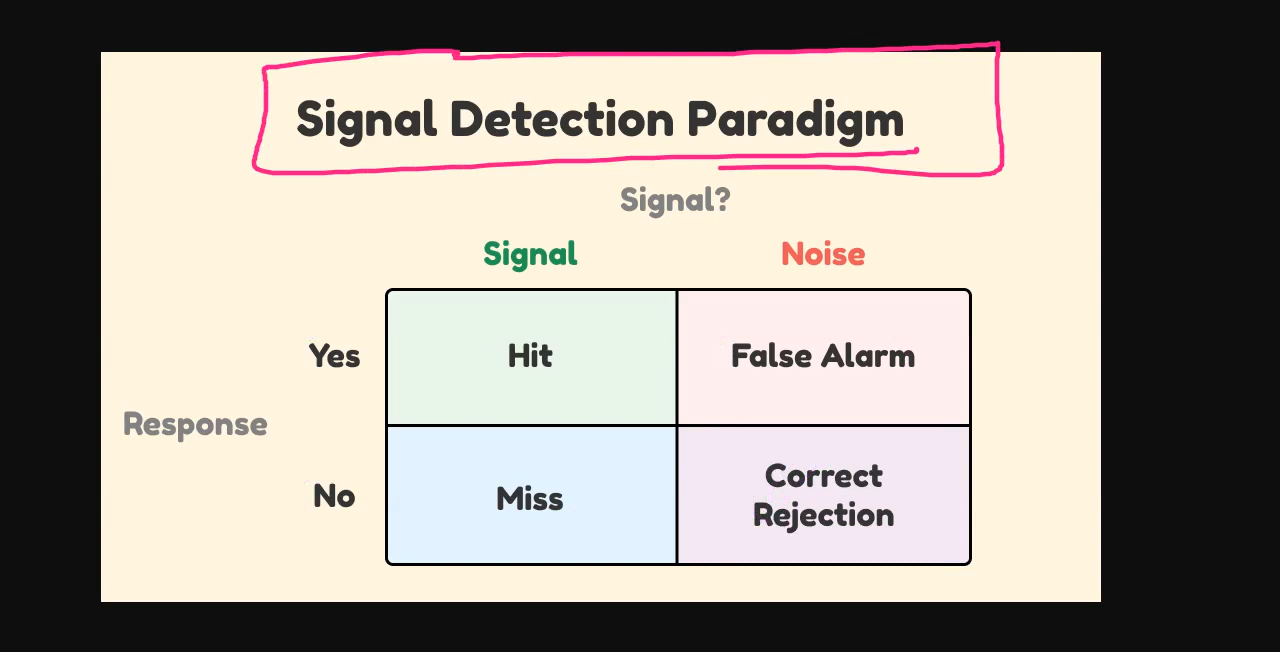 Signal Detection Paradigm
Signal?
Signal Noise
Yes Hit False Alarm
Response
No Miss Correct Rejection